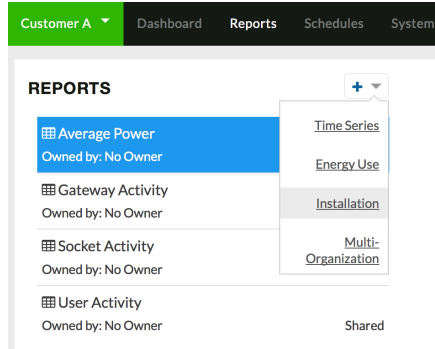 Customer A Dashboard Reports Schedules System
REPORTS
+
Time Series
Average Power
Owned by: No Owner
Energy Use
Gateway Activity
Installation
Owned by: No Owner
Socket Activity
Multi-
Organization
Owned by: No Owner
User Activity
Owned by: No Owner Shared